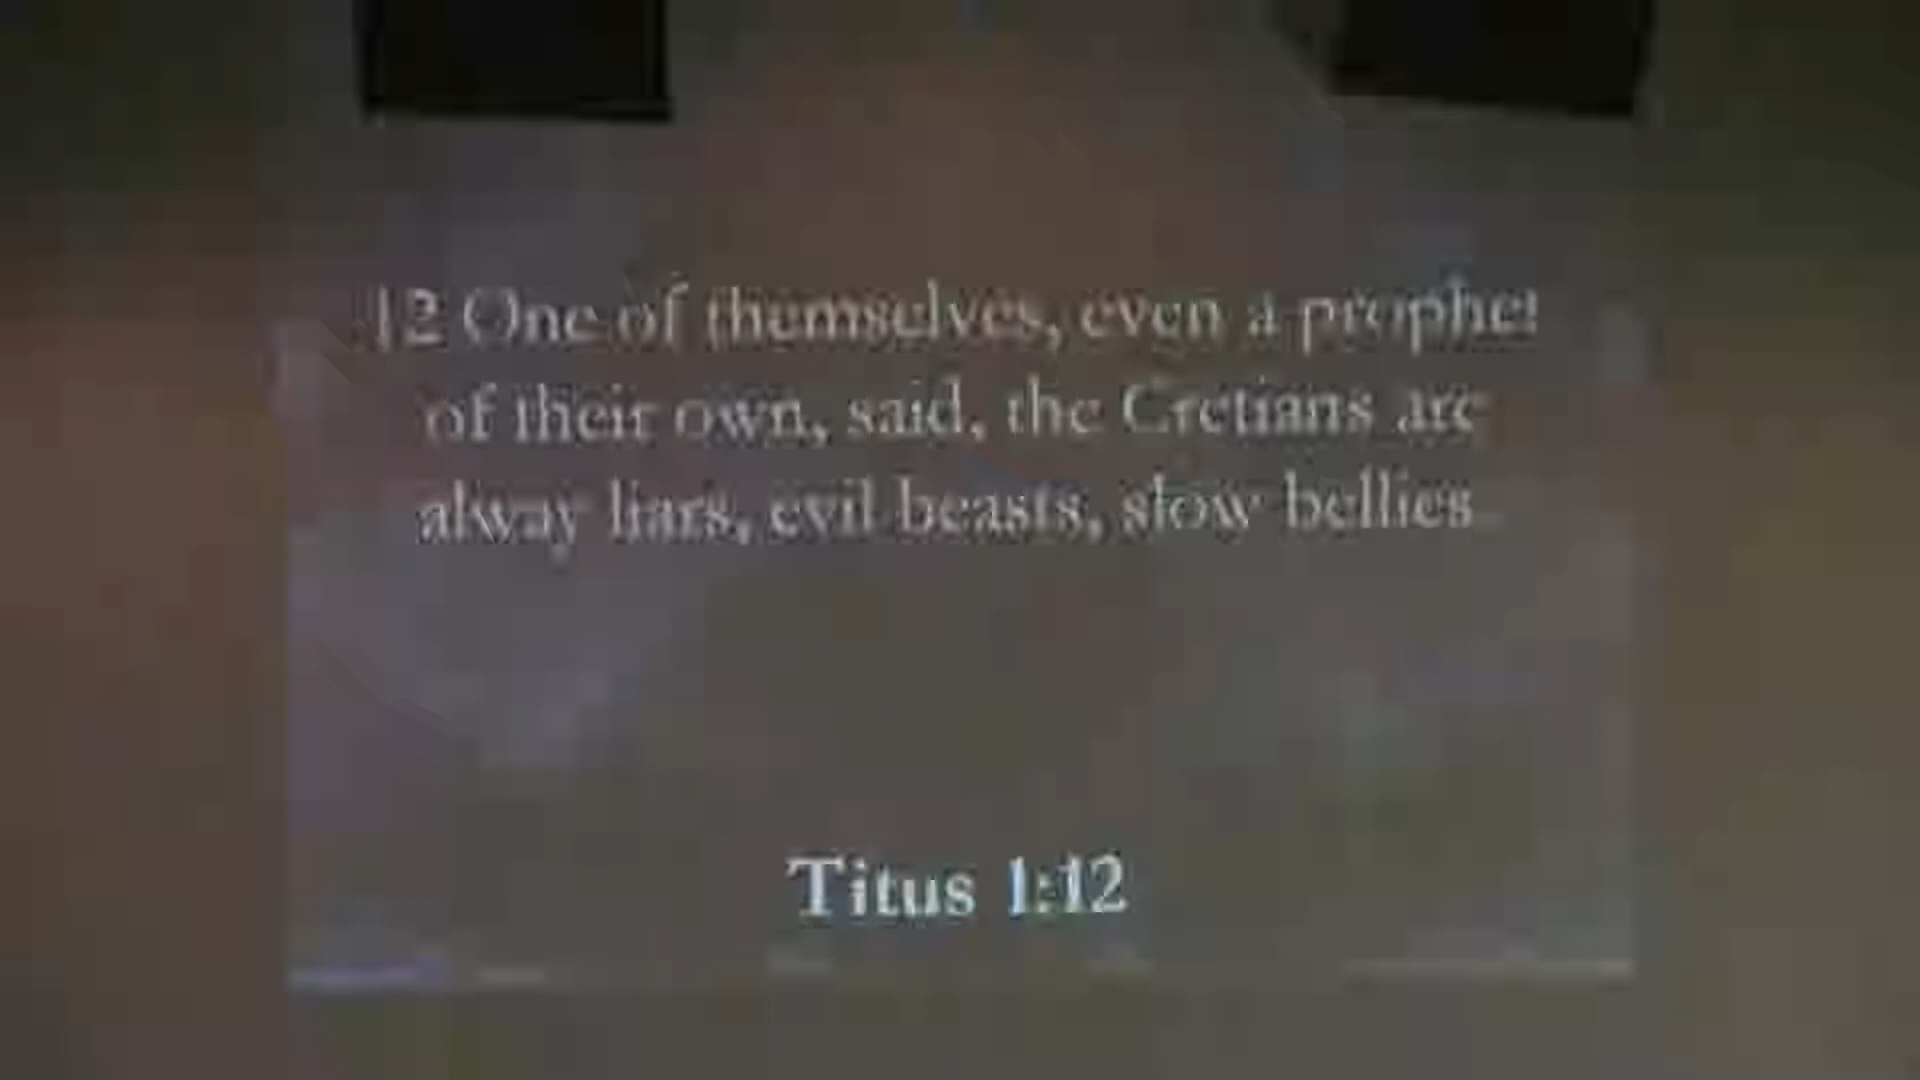 12 One of themselves, even a prophet
of their own, said, the Cretians are
alway liars, evil beasts, slow bellies.
Titus 1:12